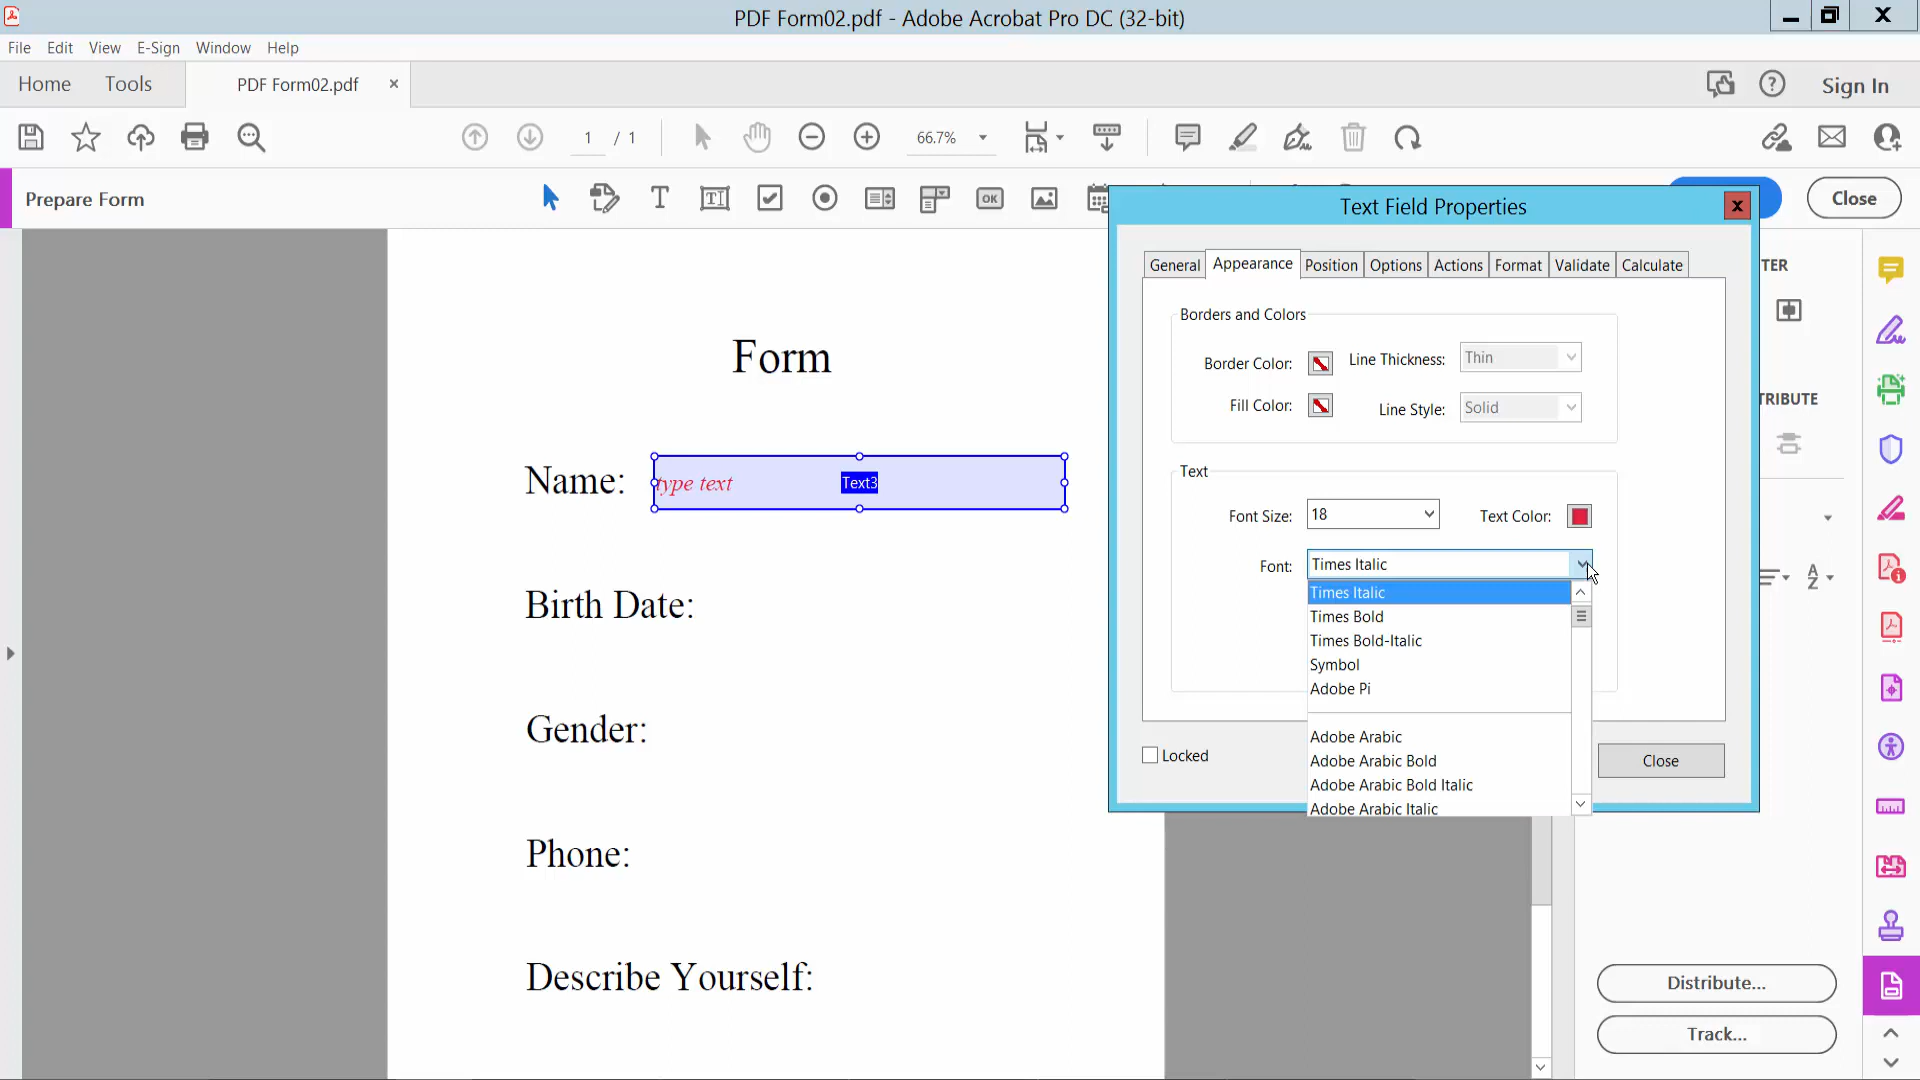 PDF Form02.pdf - Adobe Acrobat Pro DC (32-bit)
File Edit View E-Sign Window Help
Home Tools PDF Form02.pdf × Sign In
1 / 1 66.7%
Prepare Form OK Close
Text Field Properties
General Appearance Position Options Actions Format Validate Calculate
TER
Borders and Colors
Border Color: Line Thickness: Thin
Fill Color: Line Style: Solid
TRIBUTE
Text
Font Size: 18 Text Color:
Font: Times Italic
Times Italic
Times Bold
Times Bold-Italic
Symbol
Adobe Pi
Adobe Arabic
Adobe Arabic Bold
Adobe Arabic Bold Italic
Adobe Arabic Italic
Locked Close
Form
Name: type text Text3
Birth Date:
Gender:
Phone:
Describe Yourself:
Distribute...
Track...